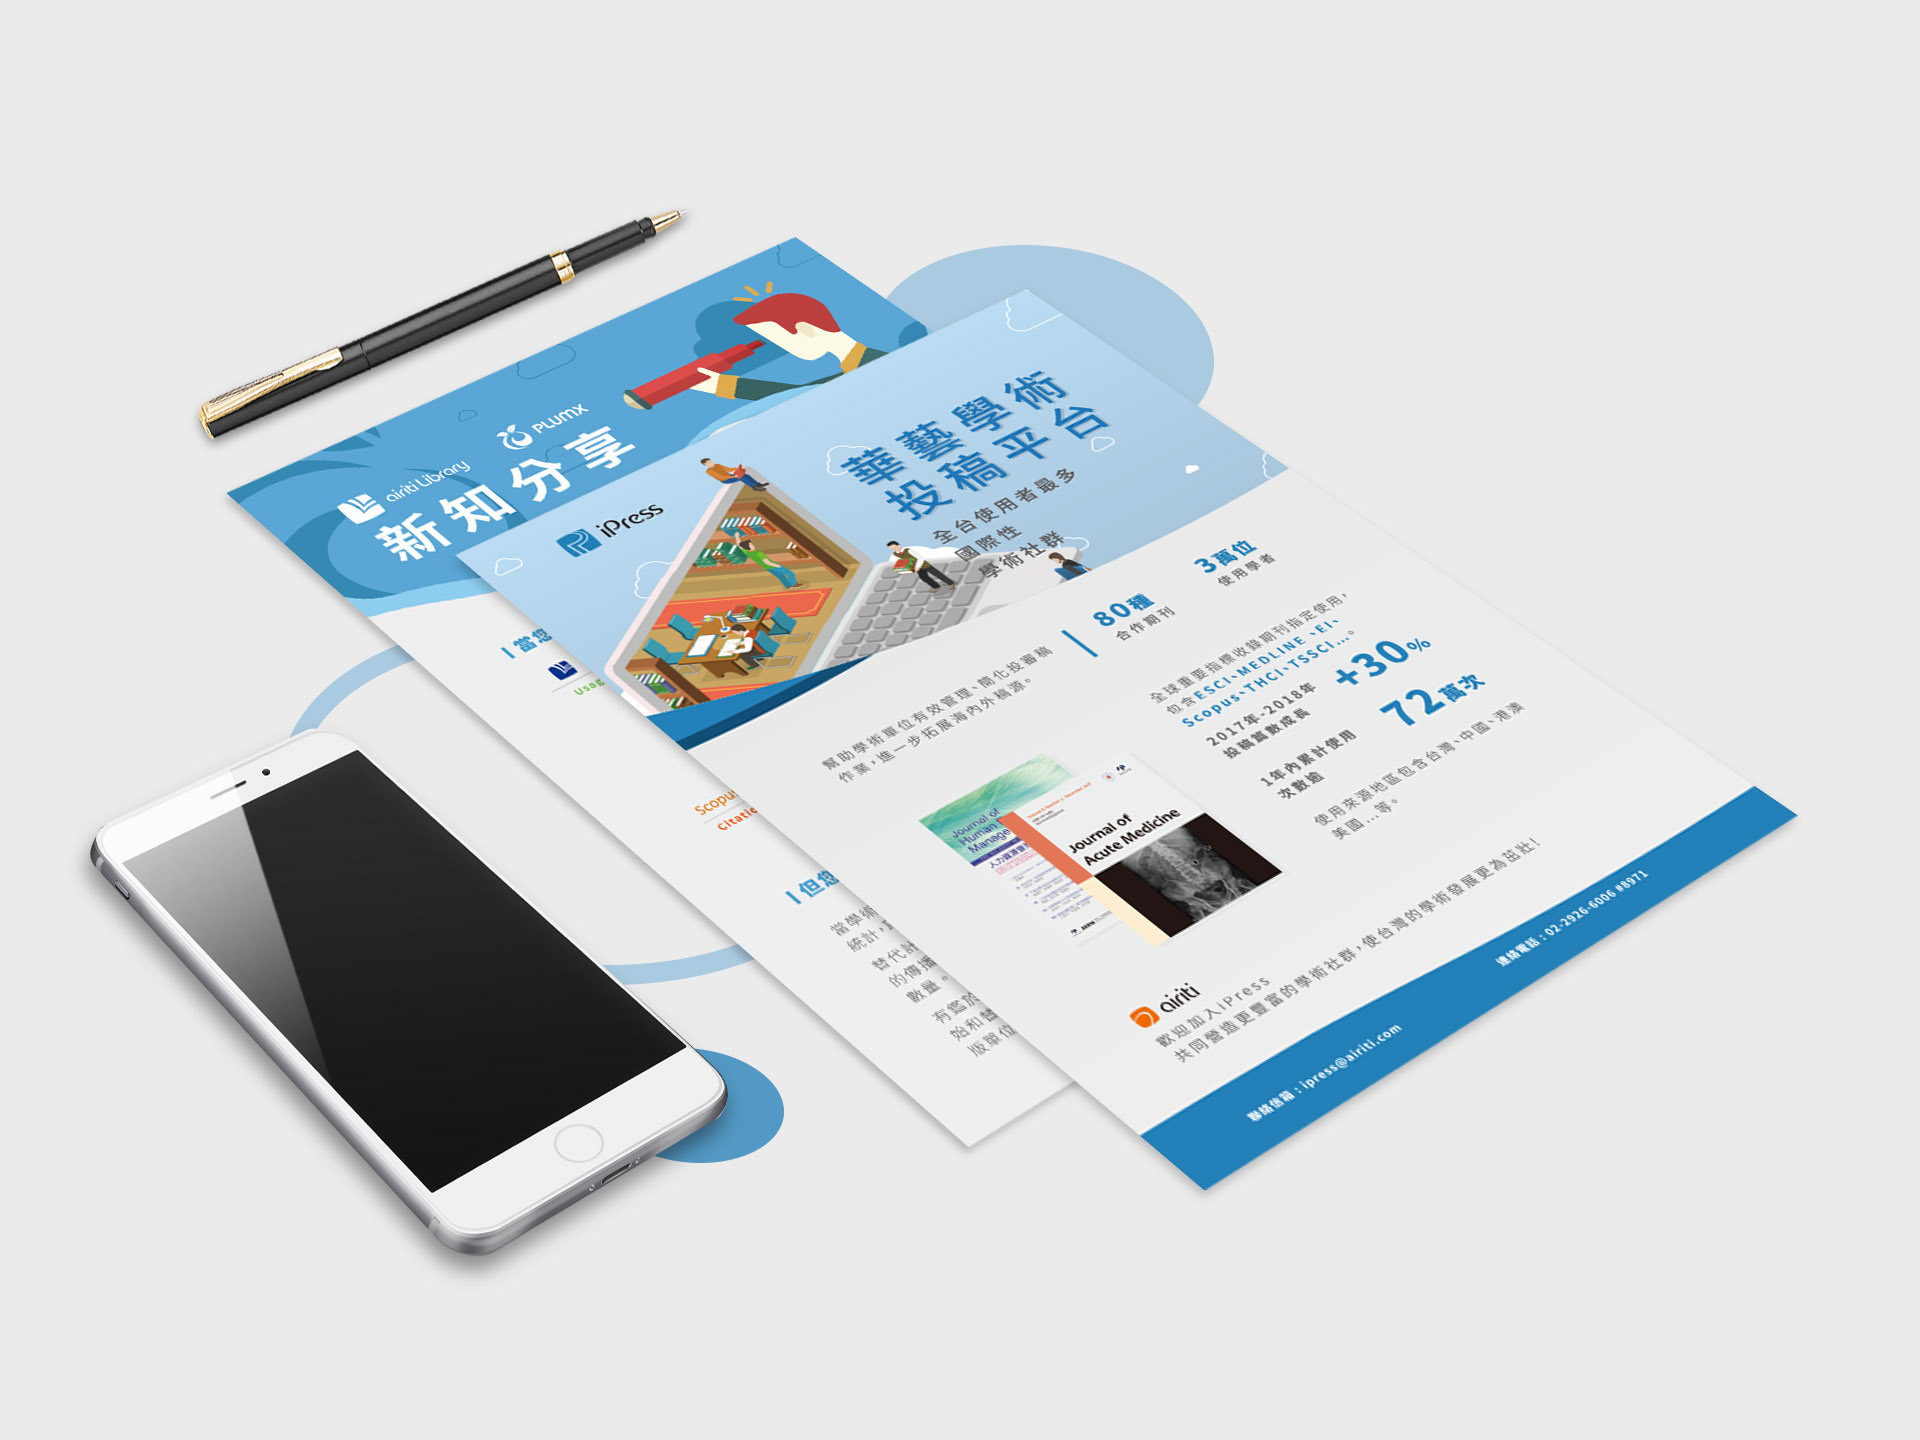 airiti Library
PLUMX
新知分享
當您
Usag
Scopus
Citatio
但您
當學術
統計,
替代計
的傳播
數量。
有鑑於
始和替
版單位
iPress
華藝學術
投稿平台
全台使用者最多
國際性
學術社群
幫助學術單位有效管理、簡化投審稿
作業,進一步拓展海內外稿源。
80種
合作期刊
3萬位
使用學者
全球重要指標收錄期刊指定使用,
包含ESCI、MEDLINE、EI、
Scopus、THCI、TSSCI...。
2017年-2018年
投稿篇數成長
+30%
1年內累計使用
次數逾
72萬次
使用來源地區包含台灣、中國、港澳
美國...等。
Journal of
Human
Manage
人力資源管
Journal of
Acute Medicine
airiti
歡迎加入iPress
共同營造更豐富的學術社群,使台灣的學術發展更為茁壯!
聯絡信箱:ipress@airiti.com
連絡電話:02-2926-6006 #8971